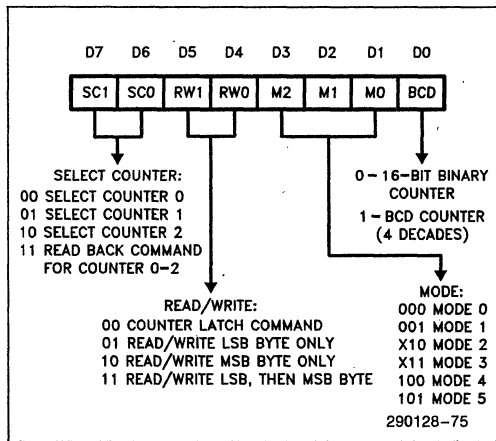 D7 D6 D5 D4 D3 D2 D1 D0
SC1 SC0 RW1 RW0 M2 M1 M0 BCD
SELECT COUNTER:
00 SELECT COUNTER 0
01 SELECT COUNTER 1
10 SELECT COUNTER 2
11 READ BACK COMMAND
FOR COUNTER 0-2
0-16-BIT BINARY
COUNTER
1-BCD COUNTER
(4 DECADES)
READ/WRITE:
00 COUNTER LATCH COMMAND
01 READ/WRITE LSB BYTE ONLY
10 READ/WRITE MSB BYTE ONLY
11 READ/WRITE LSB, THEN MSB BYTE
MODE:
000 MODE 0
001 MODE 1
X10 MODE 2
X11 MODE 3
100 MODE 4
101 MODE 5
290128-75